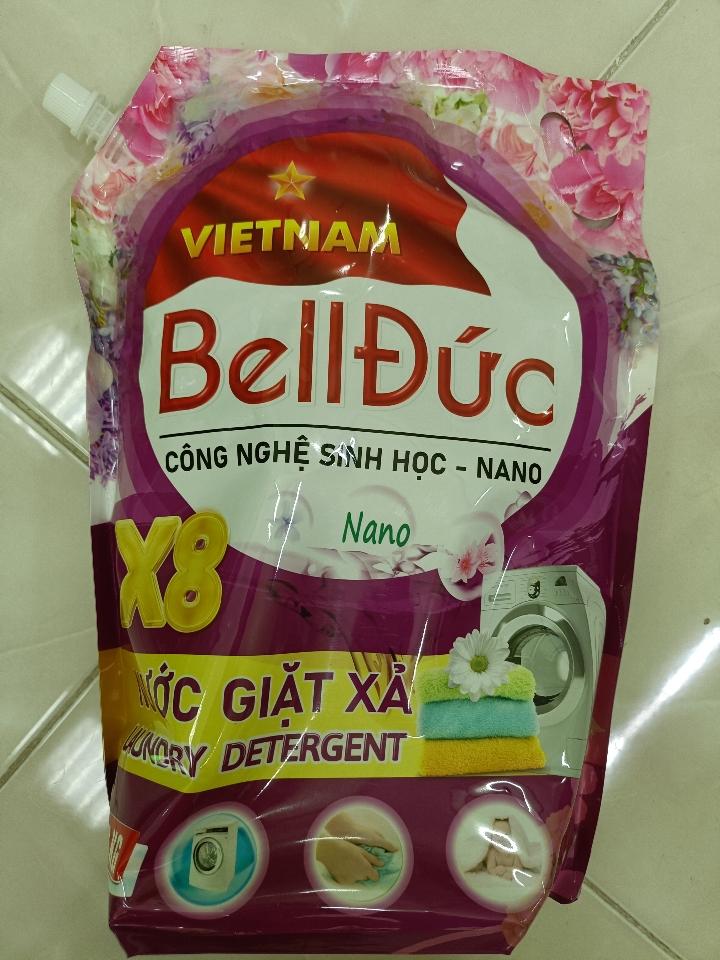 VIETNAM
BellĐức
CÔNG NGHỆ SINH HỌC - NANO
Nano
X8
GIẶT XẢ
DETERGENT